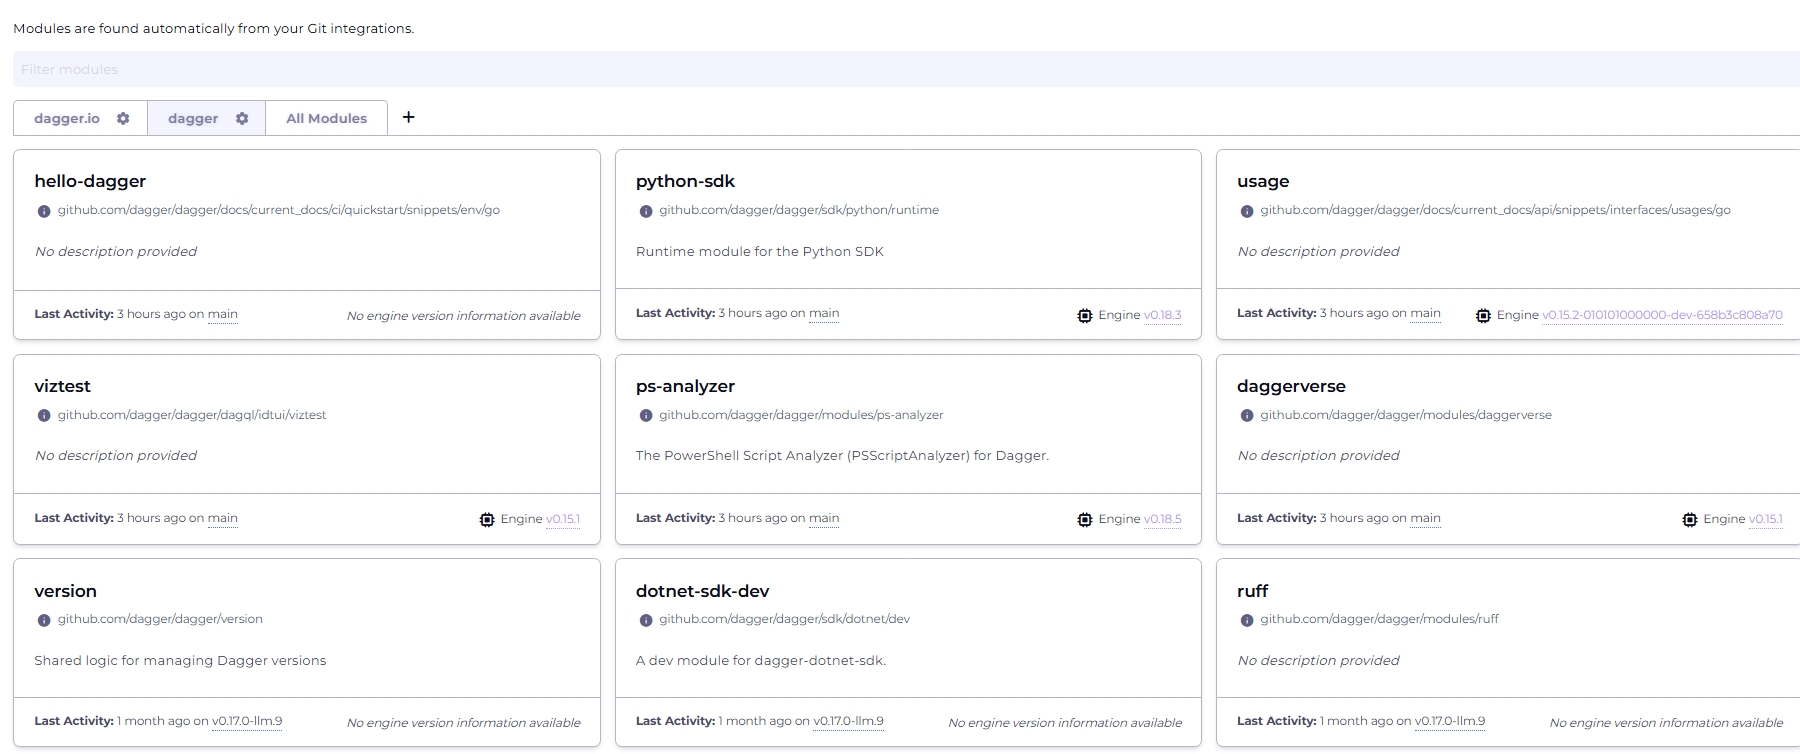 Modules are found automatically from your Git integrations.
Filter modules
dagger.io
dagger
All Modules
+
hello-dagger
github.com/dagger/dagger/docs/current_docs/ci/quickstart/snippets/env/go
No description provided
Last Activity: 3 hours ago on main
No engine version information available
python-sdk
github.com/dagger/dagger/sdk/python/runtime
Runtime module for the Python SDK
Last Activity: 3 hours ago on main
Engine v0.18.3
usage
github.com/dagger/dagger/docs/current_docs/api/snippets/interfaces/usages/go
No description provided
Last Activity: 3 hours ago on main
Engine v0.15.2-010101000000-dev-658b3c808a70
viztest
github.com/dagger/dagger/dagql/idtui/viztest
No description provided
Last Activity: 3 hours ago on main
Engine v0.15.1
ps-analyzer
github.com/dagger/dagger/modules/ps-analyzer
The PowerShell Script Analyzer (PSScriptAnalyzer) for Dagger.
Last Activity: 3 hours ago on main
Engine v0.18.5
daggerverse
github.com/dagger/dagger/modules/daggerverse
No description provided
Last Activity: 3 hours ago on main
Engine v0.15.1
version
github.com/dagger/dagger/version
Shared logic for managing Dagger versions
Last Activity: 1 month ago on v0.17.0-llm.9
No engine version information available
dotnet-sdk-dev
github.com/dagger/dagger/sdk/dotnet/dev
A dev module for dagger-dotnet-sdk.
Last Activity: 1 month ago on v0.17.0-llm.9
No engine version information available
ruff
github.com/dagger/dagger/modules/ruff
No description provided
Last Activity: 1 month ago on v0.17.0-llm.9
No engine version information available